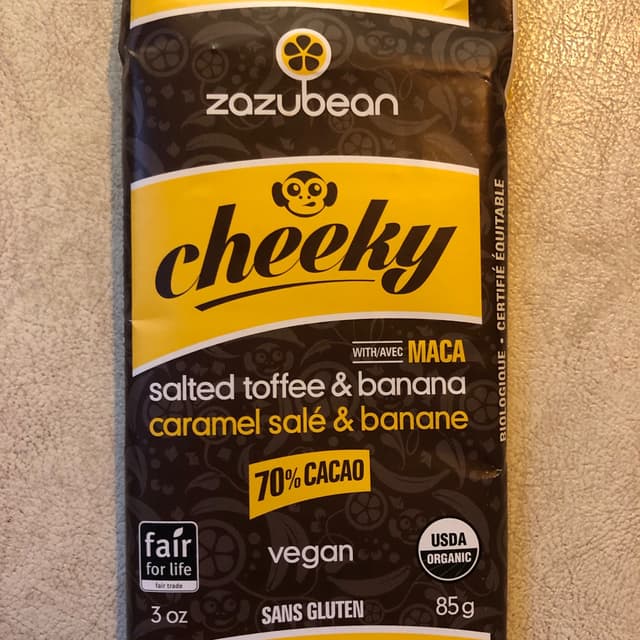 zazubean
cheeky
WITH/AVEC MACA
salted toffee & banana
caramel salé & banane
70% CACAO
fair
for life
fair trade
vegan
USDA
ORGANIC
3 oz
SANS GLUTEN
85g
BIOLOGIQUE • CERTIFIÉ ÉQUITABLE